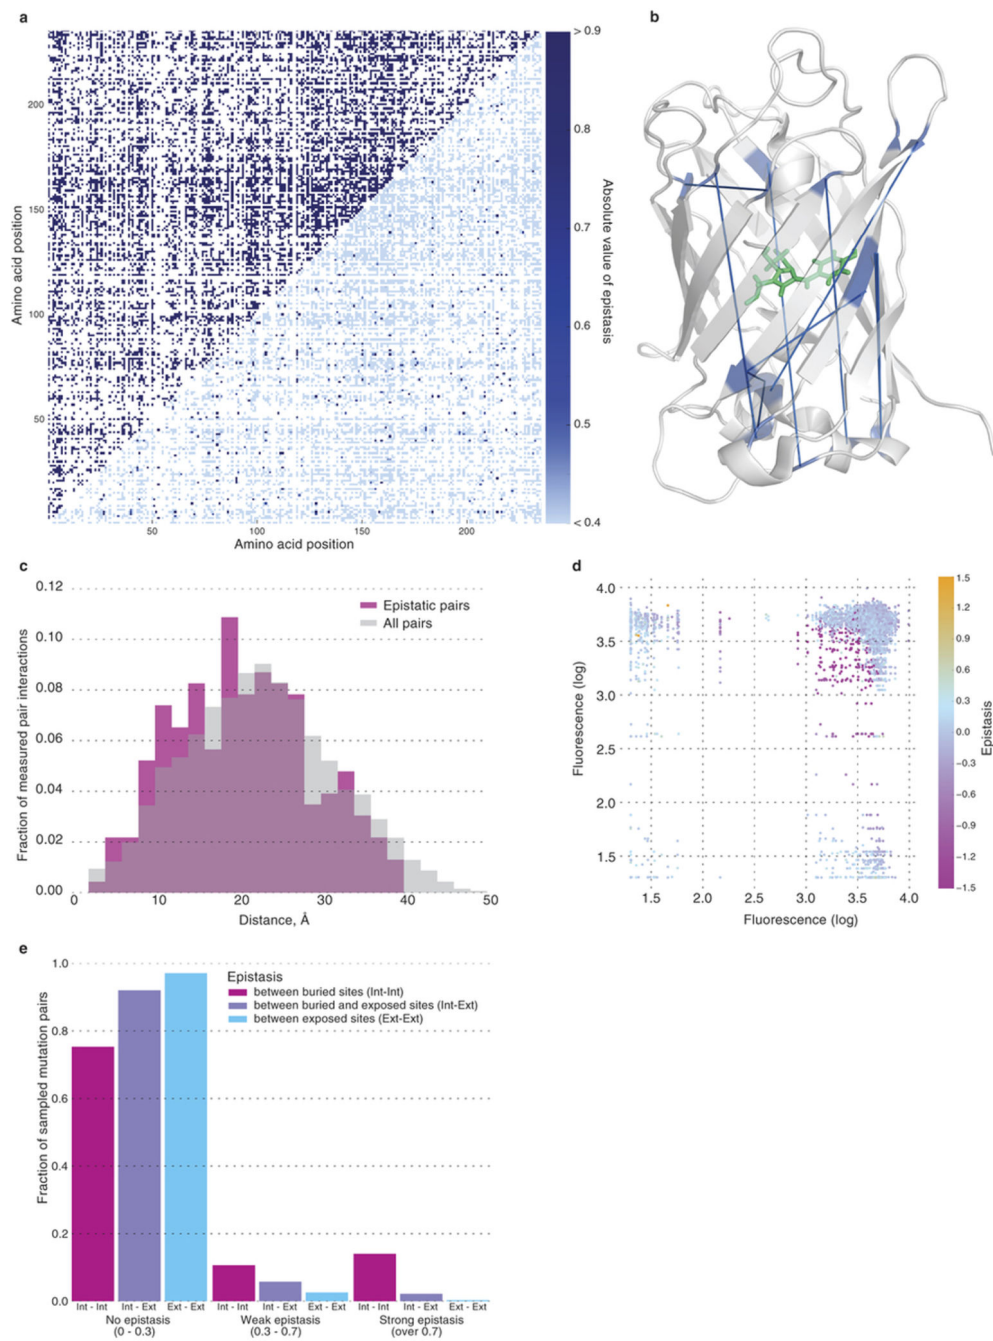 a
> 0.9
200
0.8
150
0.7
100
0.6
50
0.5
< 0.4
50
100
150
200
Amino acid position
Amino acid position
Absolute value of epistasis
b
c
0.12
0.10
0.08
0.06
0.04
0.02
0.00
0
10
20
30
40
50
Distance, Å
Fraction of measured pair interactions
Epistatic pairs
All pairs
d
4.0
3.5
3.0
2.5
2.0
1.5
1.5
2.0
2.5
3.0
3.5
4.0
Fluorescence (log)
Fluorescence (log)
1.5
1.2
0.9
0.6
0.3
0.0
−0.3
−0.6
−0.9
−1.2
−1.5
Epistasis
e
1.0
0.8
0.6
0.4
0.2
0.0
Fraction of sampled mutation pairs
Epistasis
between buried sites (Int-Int)
between buried and exposed sites (Int-Ext)
between exposed sites (Ext-Ext)
Int - Int
Int - Ext
Ext - Ext
Int - Int
Int - Ext
Ext - Ext
Int - Int
Int - Ext
Ext - Ext
No epistasis
(0 - 0.3)
Weak epistasis
(0.3 - 0.7)
Strong epistasis
(over 0.7)